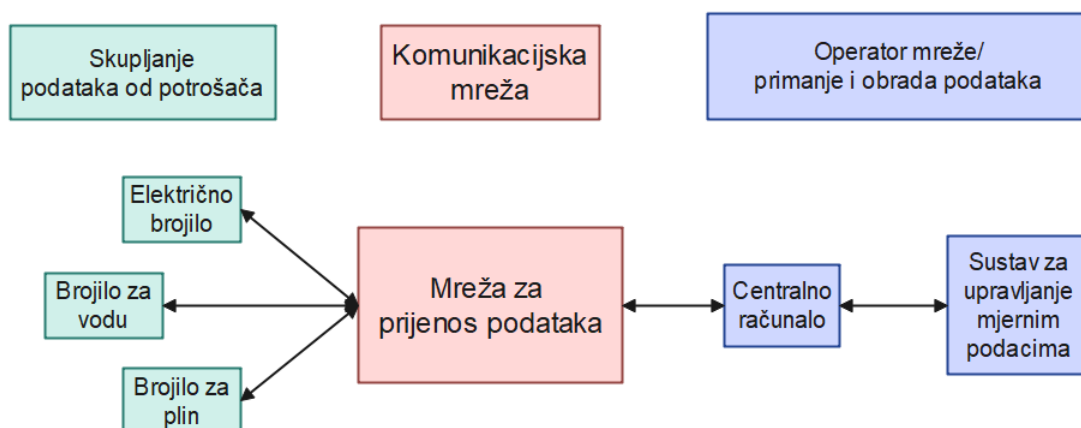 Skupljanje
podataka od potrošača
Komunikacijska
mreža
Operator mreže/
primanje i obrada podataka
Električno
brojilo
Brojilo za
vodu
Brojilo za
plin
Mreža za
prijenos podataka
Centralno
računalo
Sustav za
upravljanje
mjernim
podacima